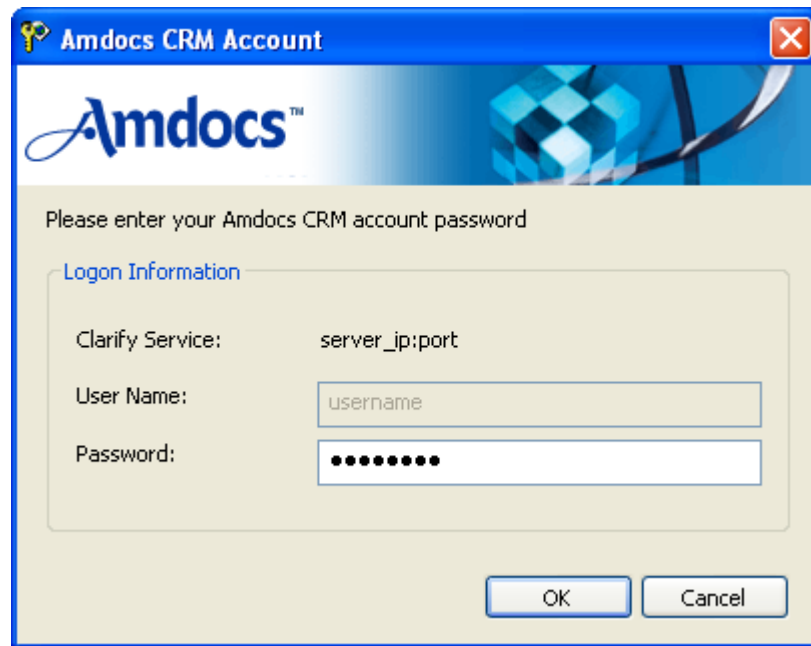 Amdocs CRM Account
Amdocs™
Please enter your Amdocs CRM account password
Logon Information
Clarify Service: server_ip:port
User Name: username
Password: ••••••••
OK Cancel